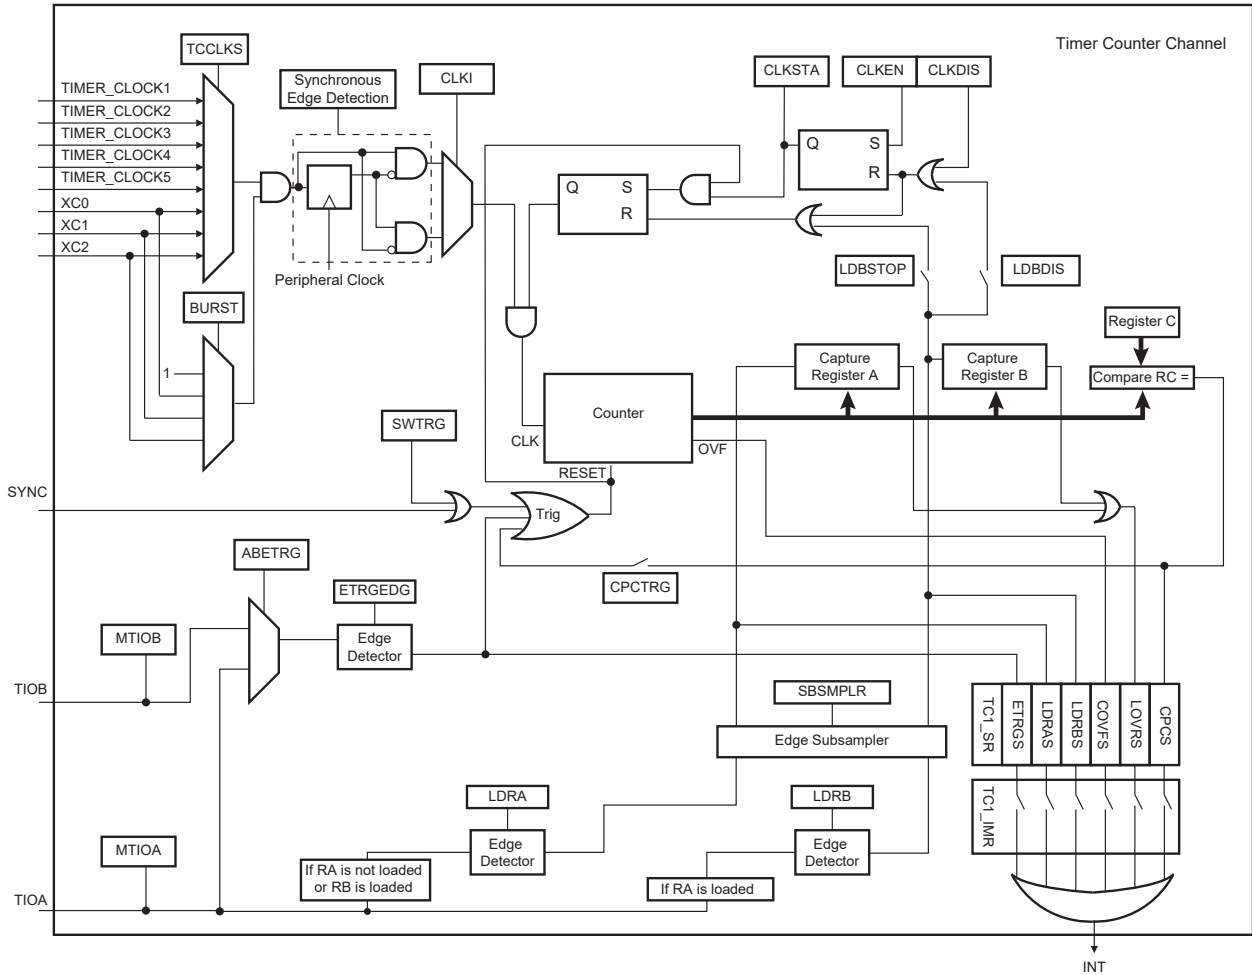 Timer Counter Channel
TCCLKS
TIMER_CLOCK1
TIMER_CLOCK2
TIMER_CLOCK3
TIMER_CLOCK4
TIMER_CLOCK5
XC0
XC1
XC2
Synchronous
Edge Detection
CLKI
Peripheral Clock
CLKSTA
CLKEN
CLKDIS
Q
S
R
Q
S
R
LDBSTOP
LDBDIS
BURST
1
Register C
Capture
Register A
Capture
Register B
Compare RC =
Counter
CLK
OVF
RESET
SWTRG
SYNC
Trig
CPCTRG
ABETRG
ETRGEDG
Edge
Detector
MTIOB
TIOB
SBSMPLR
Edge Subsampler
TC1_SR
ETRGS
LDRAS
LDRBS
COVFS
LOVRS
CPCS
TC1_IMR
LDRA
Edge
Detector
LDRB
Edge
Detector
MTIOA
If RA is not loaded
or RB is loaded
If RA is loaded
TIOA
INT